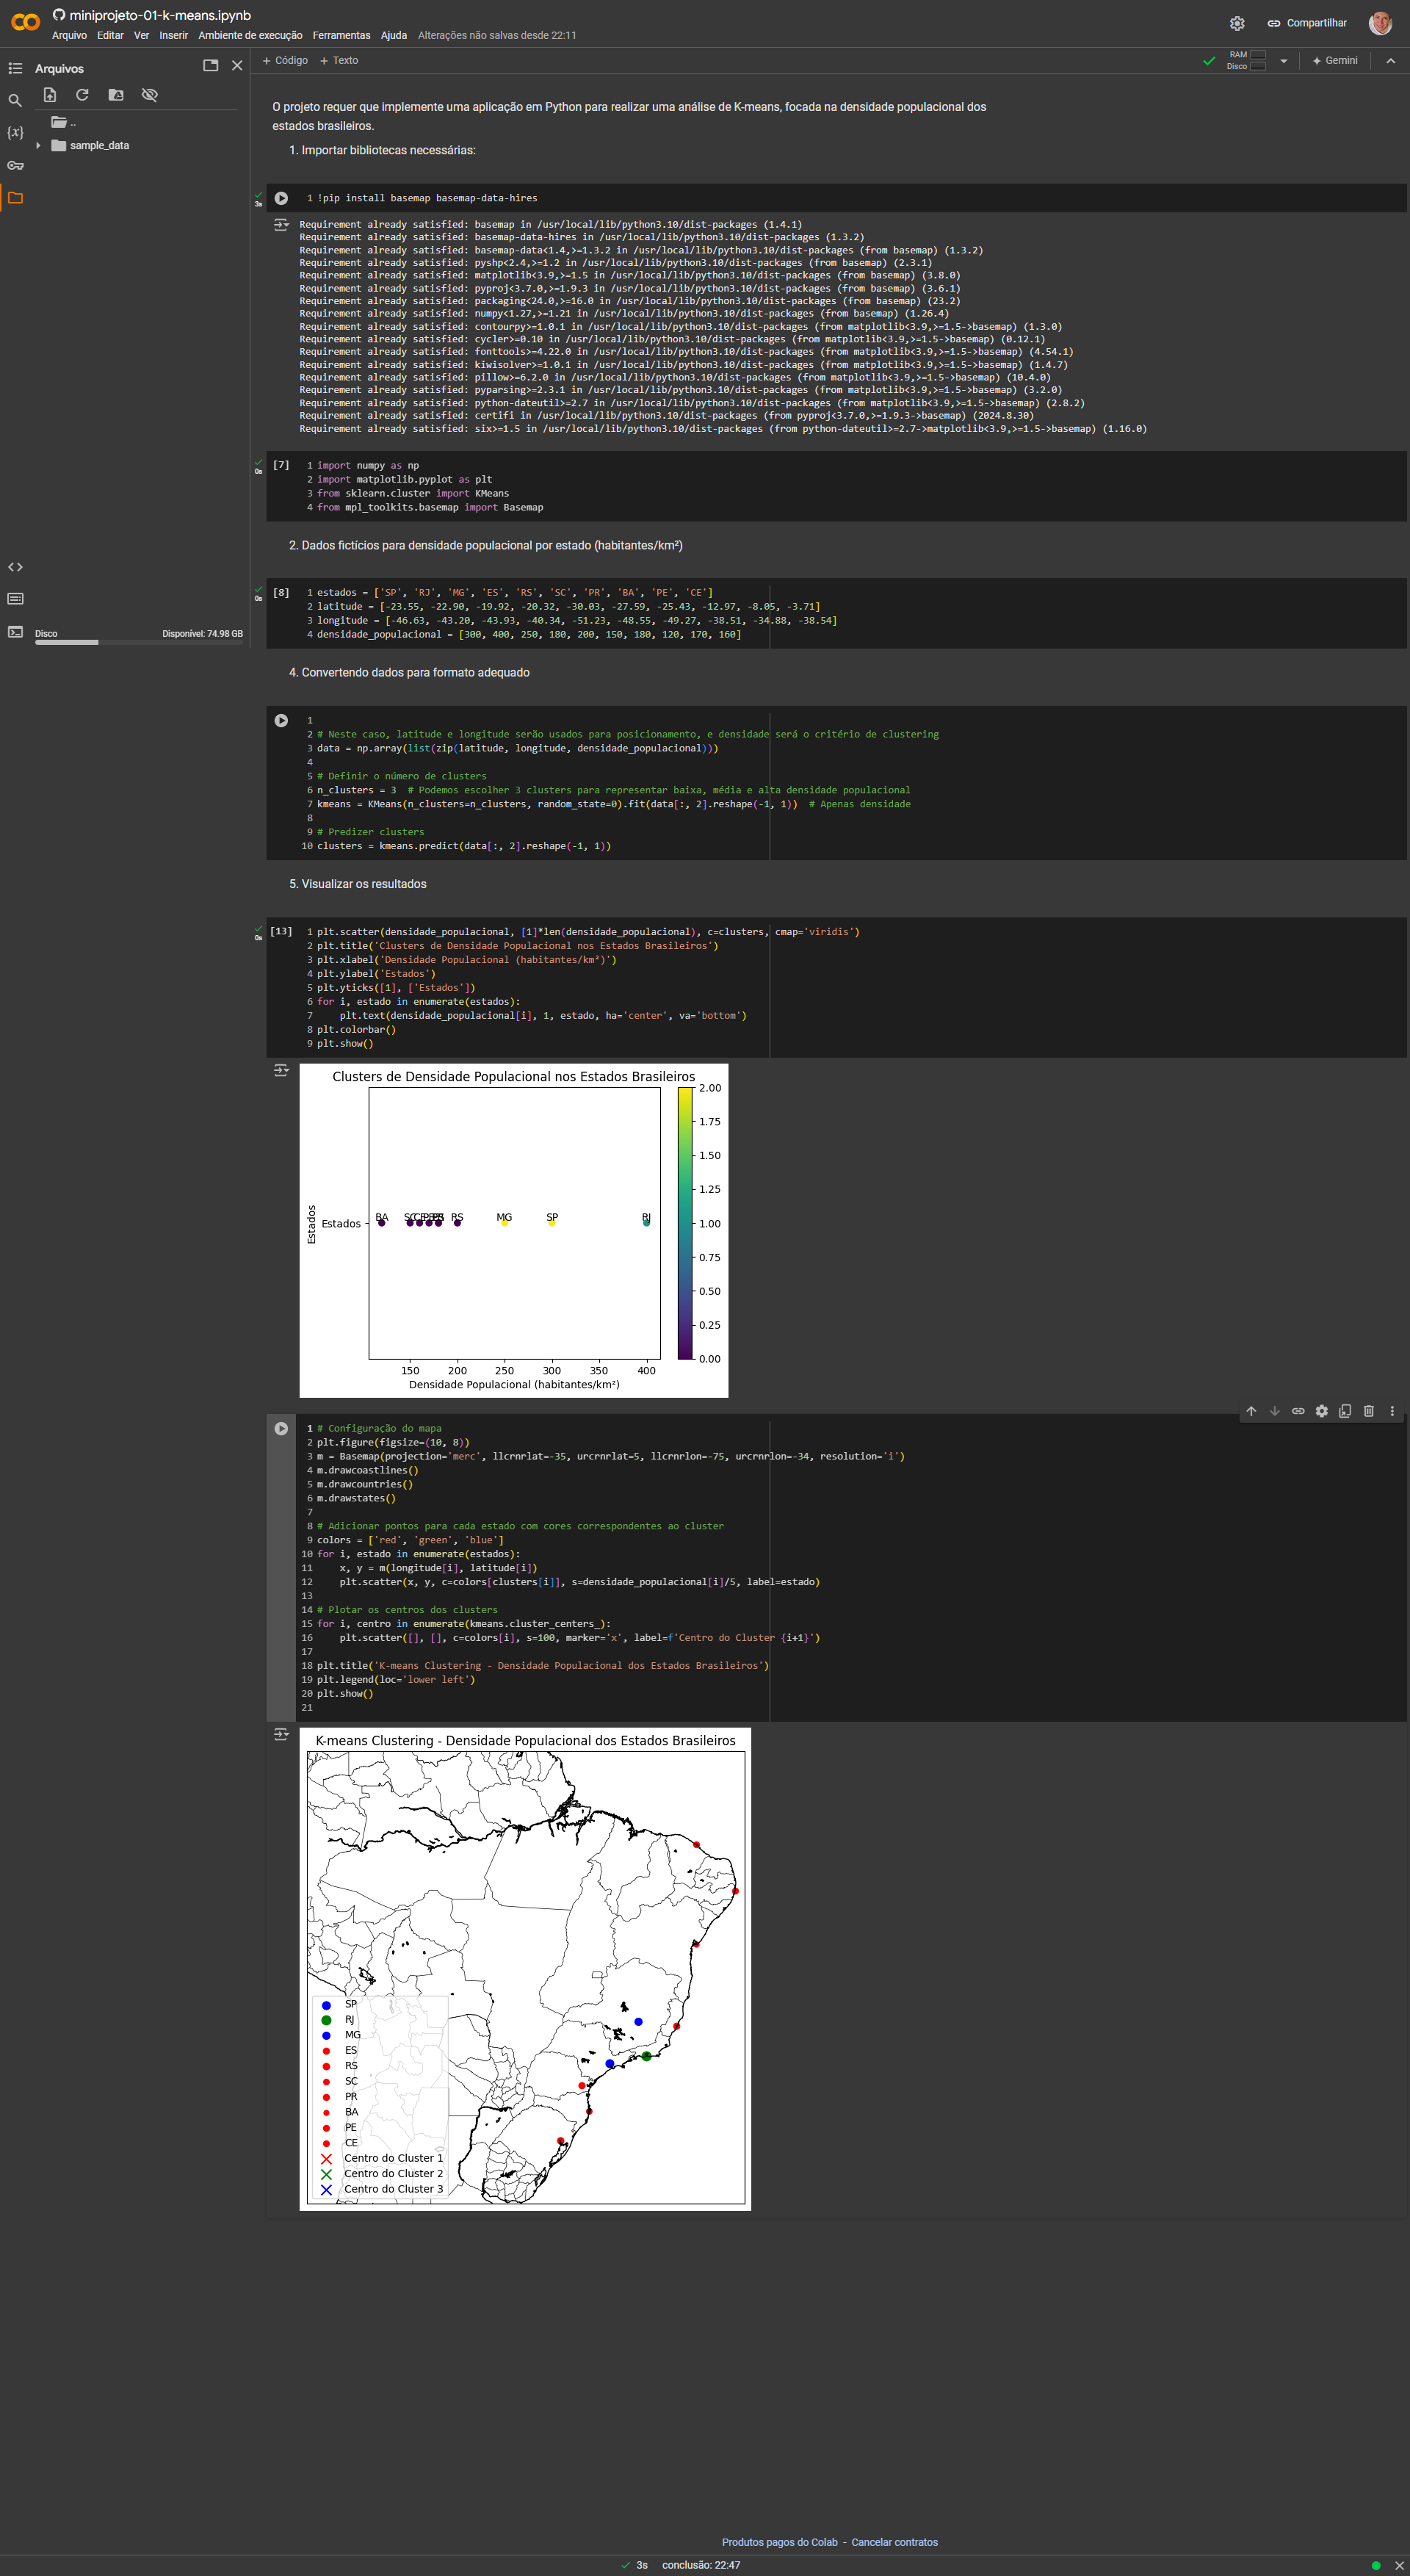 miniprojeto-01-k-means.ipynb
Arquivo Editar Ver Inserir Ambiente de execução Ferramentas Ajuda Alterações não salvas desde 22:11
Compartilhar
Arquivos
+ Código + Texto
RAM
Disco
Gemini
..
sample_data
{x}
<>
Disco Disponível: 74.98 GB
O projeto requer que implemente uma aplicação em Python para realizar uma análise de K-means, focada na densidade populacional dos
estados brasileiros.
1. Importar bibliotecas necessárias:
3s
1 !pip install basemap basemap-data-hires
Requirement already satisfied: basemap in /usr/local/lib/python3.10/dist-packages (1.4.1)
Requirement already satisfied: basemap-data-hires in /usr/local/lib/python3.10/dist-packages (1.3.2)
Requirement already satisfied: basemap-data<1.4,>=1.3.2 in /usr/local/lib/python3.10/dist-packages (from basemap) (1.3.2)
Requirement already satisfied: pyshp<2.4,>=1.2 in /usr/local/lib/python3.10/dist-packages (from basemap) (2.3.1)
Requirement already satisfied: matplotlib<3.9,>=1.5 in /usr/local/lib/python3.10/dist-packages (from basemap) (3.8.0)
Requirement already satisfied: pyproj<3.7.0,>=1.9.3 in /usr/local/lib/python3.10/dist-packages (from basemap) (3.6.1)
Requirement already satisfied: packaging<24.0,>=16.0 in /usr/local/lib/python3.10/dist-packages (from basemap) (23.2)
Requirement already satisfied: numpy<1.27,>=1.21 in /usr/local/lib/python3.10/dist-packages (from basemap) (1.26.4)
Requirement already satisfied: contourpy>=1.0.1 in /usr/local/lib/python3.10/dist-packages (from matplotlib<3.9,>=1.5->basemap) (1.3.0)
Requirement already satisfied: cycler>=0.10 in /usr/local/lib/python3.10/dist-packages (from matplotlib<3.9,>=1.5->basemap) (0.12.1)
Requirement already satisfied: fonttools>=4.22.0 in /usr/local/lib/python3.10/dist-packages (from matplotlib<3.9,>=1.5->basemap) (4.54.1)
Requirement already satisfied: kiwisolver>=1.0.1 in /usr/local/lib/python3.10/dist-packages (from matplotlib<3.9,>=1.5->basemap) (1.4.7)
Requirement already satisfied: pillow>=6.2.0 in /usr/local/lib/python3.10/dist-packages (from matplotlib<3.9,>=1.5->basemap) (10.4.0)
Requirement already satisfied: pyparsing>=2.3.1 in /usr/local/lib/python3.10/dist-packages (from matplotlib<3.9,>=1.5->basemap) (3.2.0)
Requirement already satisfied: python-dateutil>=2.7 in /usr/local/lib/python3.10/dist-packages (from matplotlib<3.9,>=1.5->basemap) (2.8.2)
Requirement already satisfied: certifi in /usr/local/lib/python3.10/dist-packages (from pyproj<3.7.0,>=1.9.3->basemap) (2024.8.30)
Requirement already satisfied: six>=1.5 in /usr/local/lib/python3.10/dist-packages (from python-dateutil>=2.7->matplotlib<3.9,>=1.5->basemap) (1.16.0)
0s
[7]
1 import numpy as np
2 import matplotlib.pyplot as plt
3 from sklearn.cluster import KMeans
4 from mpl_toolkits.basemap import Basemap
2. Dados fictícios para densidade populacional por estado (habitantes/km²)
0s
[8]
1 estados = ['SP', 'RJ', 'MG', 'ES', 'RS', 'SC', 'PR', 'BA', 'PE', 'CE']
2 latitude = [-23.55, -22.90, -19.92, -20.32, -30.03, -27.59, -25.43, -12.97, -8.05, -3.71]
3 longitude = [-46.63, -43.20, -43.93, -40.34, -51.23, -48.55, -49.27, -38.51, -34.88, -38.54]
4 densidade_populacional = [300, 400, 250, 180, 200, 150, 180, 120, 170, 160]
4. Convertendo dados para formato adequado
1
2 # Neste caso, latitude e longitude serão usados para posicionamento, e densidade será o critério de clustering
3 data = np.array(list(zip(latitude, longitude, densidade_populacional)))
4
5 # Definir o número de clusters
6 n_clusters = 3  # Podemos escolher 3 clusters para representar baixa, média e alta densidade populacional
7 kmeans = KMeans(n_clusters=n_clusters, random_state=0).fit(data[:, 2].reshape(-1, 1))  # Apenas densidade
8
9 # Predizer clusters
10 clusters = kmeans.predict(data[:, 2].reshape(-1, 1))
5. Visualizar os resultados
0s
[13]
1 plt.scatter(densidade_populacional, [1]*len(densidade_populacional), c=clusters, cmap='viridis')
2 plt.title('Clusters de Densidade Populacional nos Estados Brasileiros')
3 plt.xlabel('Densidade Populacional (habitantes/km²)')
4 plt.ylabel('Estados')
5 plt.yticks([1], ['Estados'])
6 for i, estado in enumerate(estados):
7     plt.text(densidade_populacional[i], 1, estado, ha='center', va='bottom')
8 plt.colorbar()
9 plt.show()
Clusters de Densidade Populacional nos Estados Brasileiros
2.00
1.75
1.50
1.25
1.00
0.75
0.50
0.25
0.00
Estados
Estados
BA SC CE RS MG SP RJ
150 200 250 300 350 400
Densidade Populacional (habitantes/km²)
1 # Configuração do mapa
2 plt.figure(figsize=(10, 8))
3 m = Basemap(projection='merc', llcrnrlat=-35, urcrnrlat=5, llcrnrlon=-75, urcrnrlon=-34, resolution='i')
4 m.drawcoastlines()
5 m.drawcountries()
6 m.drawstates()
7
8 # Adicionar pontos para cada estado com cores correspondentes ao cluster
9 colors = ['red', 'green', 'blue']
10 for i, estado in enumerate(estados):
11     x, y = m(longitude[i], latitude[i])
12     plt.scatter(x, y, c=colors[clusters[i]], s=densidade_populacional[i]/5, label=estado)
13
14 # Plotar os centros dos clusters
15 for i, centro in enumerate(kmeans.cluster_centers_):
16     plt.scatter([], [], c=colors[i], s=100, marker='x', label=f'Centro do Cluster {i+1}')
17
18 plt.title('K-means Clustering - Densidade Populacional dos Estados Brasileiros')
19 plt.legend(loc='lower left')
20 plt.show()
21
K-means Clustering - Densidade Populacional dos Estados Brasileiros
SP
RJ
MG
ES
RS
SC
PR
BA
PE
CE
Centro do Cluster 1
Centro do Cluster 2
Centro do Cluster 3
Produtos pagos do Colab - Cancelar contratos
3s conclusão: 22:47